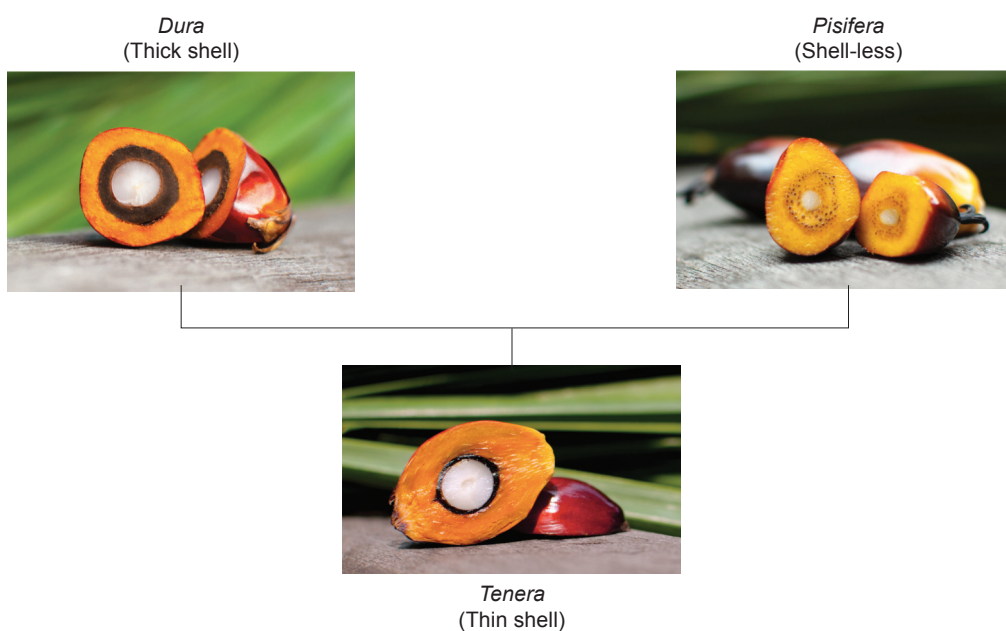 Dura
(Thick shell)
Pisifera
(Shell-less)
Tenera
(Thin shell)